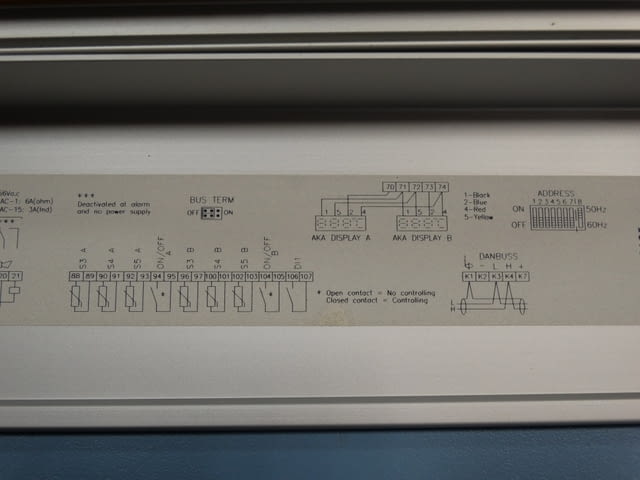 AC-1: 6A(ohm)
AC-15: 3A(ind)
***
***
Deactivated at alarm
and no power supply
BUS TERM
OFF ON
70 71 72 73 74
1 5 2 4 1 5 2 4
AKA DISPLAY A AKA DISPLAY B
1-Black
2-Blue
4-Red
5-Yellow
ADDRESS
1 2 3 4 5 6 7 8
ON 50Hz
OFF 60Hz
S3 A S4 A S5 A ON/OFF A S3 B S4 B S5 B ON/OFF B DI1
20 21 88 89 90 91 92 93 94 95 96 97 100 101 102 103 104 105 106 107
* *
* Open contact = No controlling
Closed contact = Controlling
DANBUSS
- L H +
K1 K2 K3 K4 K7
L
H